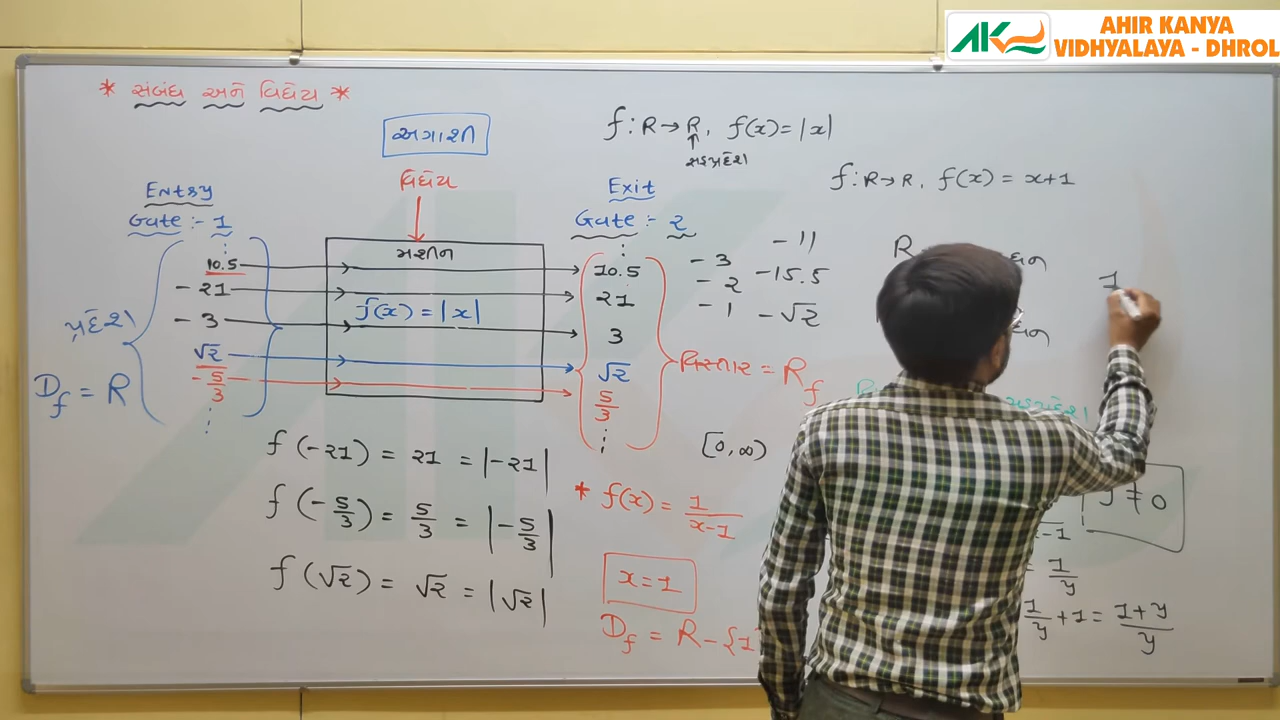 AHIR KANYA
VIDHYALAYA - DHROL
* સંબંધ અને વિધેય *
અગાશી
વિધેય
Entry
Gate :- 1
⋮
10.5
- 21
- 3
√2
- 5/3
⋮
પ્રદેશ
D_f = R
મશીન
f(x) = |x|
Exit
Gate :- 2
⋮
10.5
21
3
√2
5/3
⋮
વિસ્તાર = R_f
f : R → R, f(x) = |x|
↑
સહપ્રદેશ
f : R → R, f(x) = x+1
- 3
- 2
- 1
- 11
- 15.5
- √2
[0, ∞)
f(-21) = 21 = |-21|
f(-5/3) = 5/3 = |-5/3|
f(√2) = √2 = |√2|
* f(x) = 1/(x-1)
x = 1
D_f = R - {1
R
1
≠ 0
= 1/y
1/y + 1 = (1+y)/y